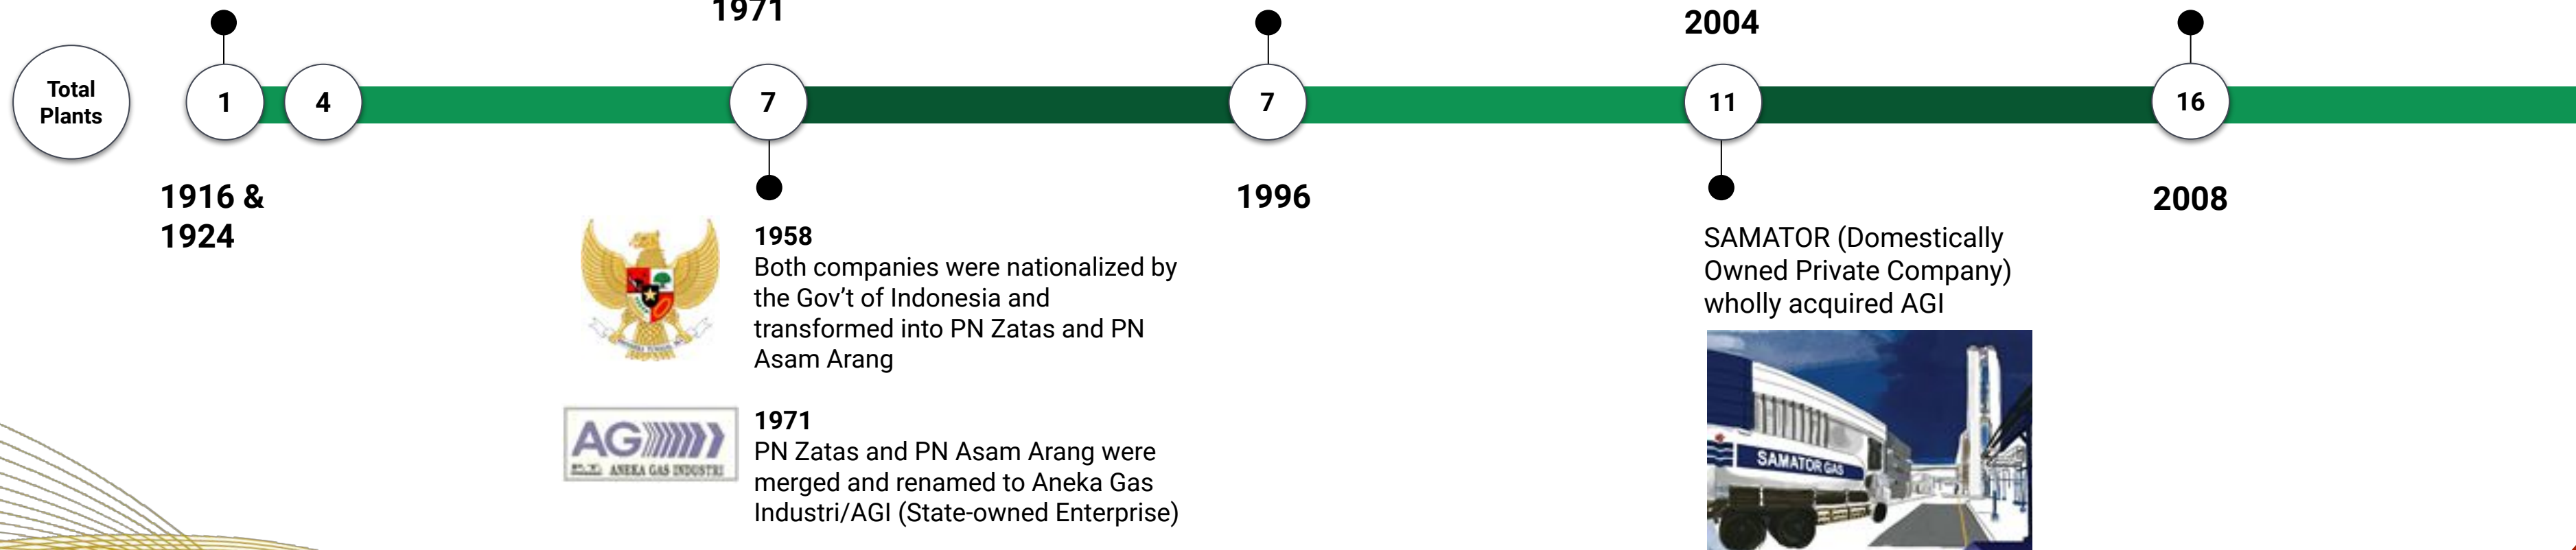 1971
2004
Total
Plants
1
4
7
7
11
16
1916 &
1924
1996
2008
1958
Both companies were nationalized by
the Gov’t of Indonesia and
transformed into PN Zatas and PN
Asam Arang
AGI
P.T. ANEKA GAS INDUSTRI
1971
PN Zatas and PN Asam Arang were
merged and renamed to Aneka Gas
Industri/AGI (State-owned Enterprise)
SAMATOR (Domestically
Owned Private Company)
wholly acquired AGI
SAMATOR GAS